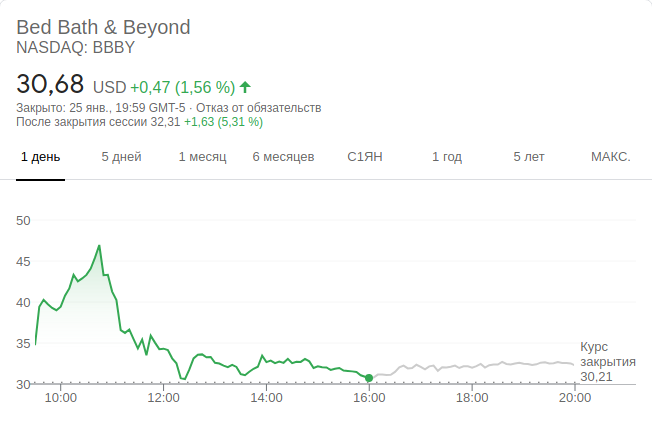 Bed Bath & Beyond
NASDAQ: BBBY
30,68 USD +0,47 (1,56 %)
Закрыто: 25 янв., 19:59 GMT-5 · Отказ от обязательств
После закрытия сессии 32,31 +1,63 (5,31 %)
1 день 5 дней 1 месяц 6 месяцев С1ЯН 1 год 5 лет МАКС.
50
45
40
35
30
Курс
закрытия
30,21
10:00 12:00 14:00 16:00 18:00 20:00